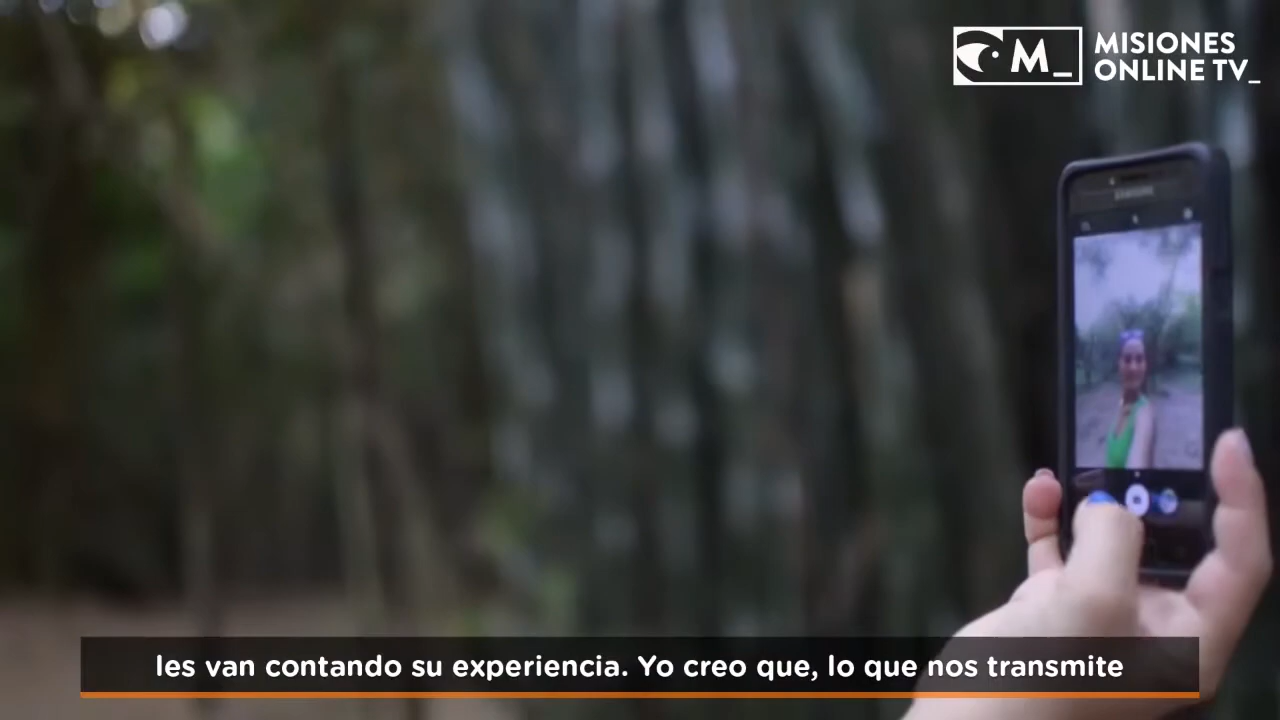 M_
MISIONES
ONLINE TV_
SAMSUNG
les van contando su experiencia. Yo creo que, lo que nos transmite